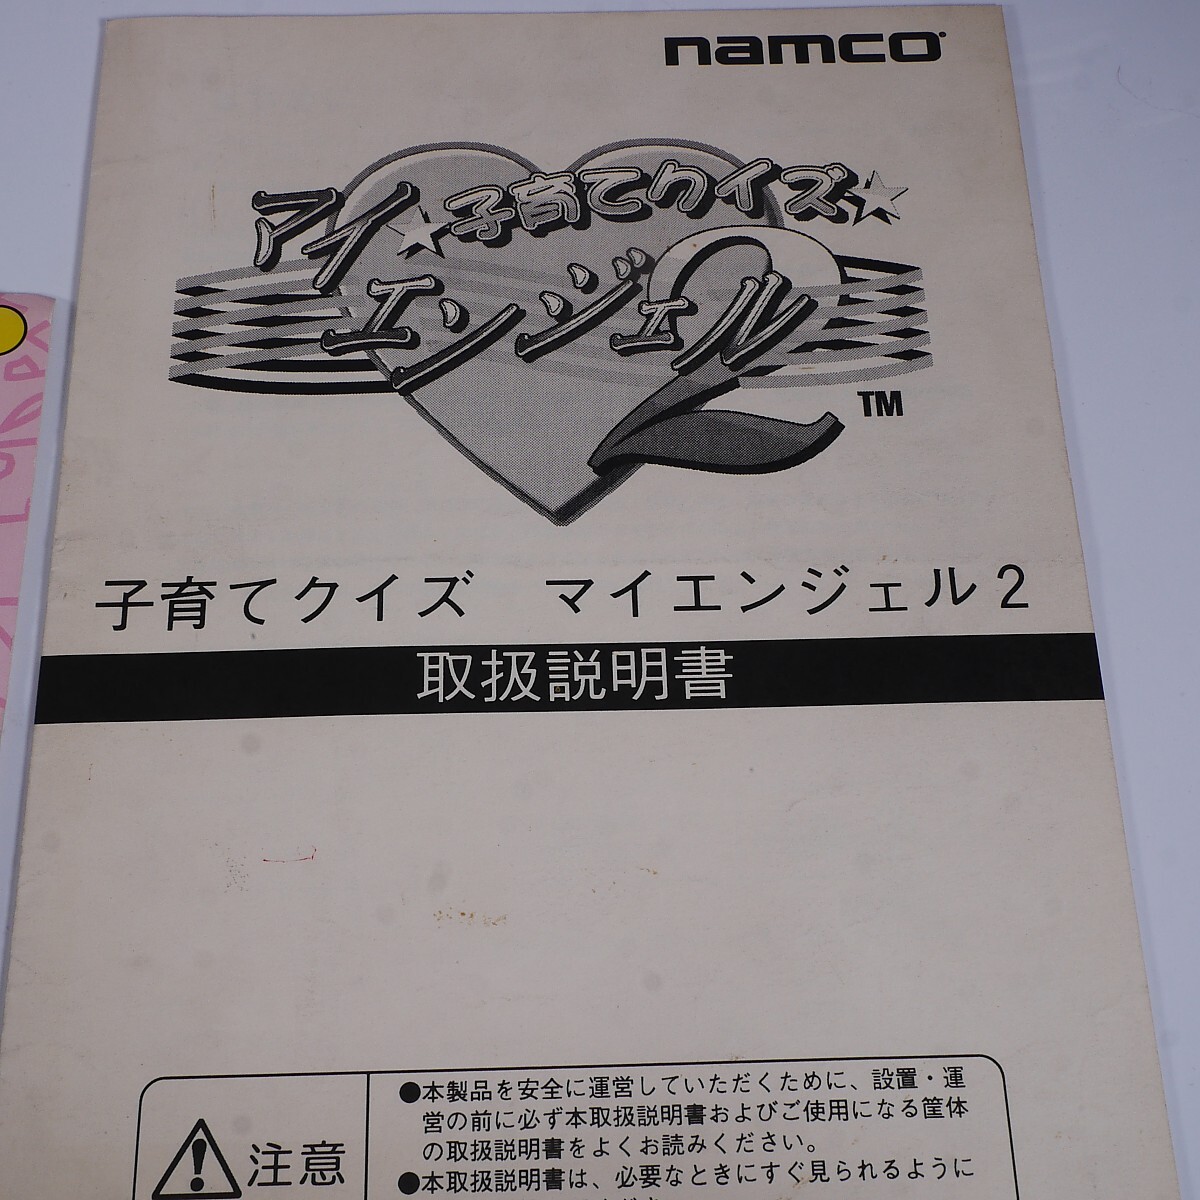 namco
☆子育てクイズ☆
マイ
エンジェル2
TM
子育てクイズ マイエンジェル2
取扱説明書
注意
●本製品を安全に運営していただくために、設置・運
営の前に必ず本取扱説明書およびご使用になる筐体
の取扱説明書をよくお読みください。
●本取扱説明書は、必要なときにすぐ見られるように